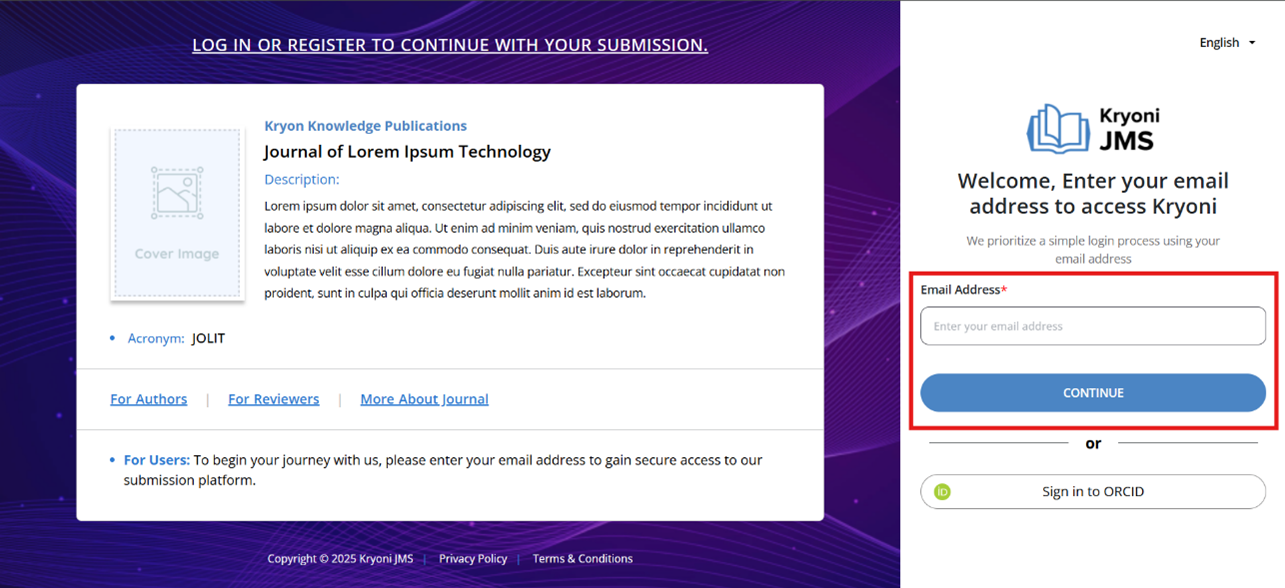 LOG IN OR REGISTER TO CONTINUE WITH YOUR SUBMISSION.
Kryon Knowledge Publications
Journal of Lorem Ipsum Technology
Description:
Lorem ipsum dolor sit amet, consectetur adipiscing elit, sed do eiusmod tempor incididunt ut
labore et dolore magna aliqua. Ut enim ad minim veniam, quis nostrud exercitation ullamco
laboris nisi ut aliquip ex ea commodo consequat. Duis aute irure dolor in reprehenderit in
voluptate velit esse cillum dolore eu fugiat nulla pariatur. Excepteur sint occaecat cupidatat non
proident, sunt in culpa qui officia deserunt mollit anim id est laborum.
Cover Image
• Acronym: JOLIT
For Authors | For Reviewers | More About Journal
• For Users: To begin your journey with us, please enter your email address to gain secure access to our
submission platform.
Copyright © 2025 Kryoni JMS | Privacy Policy | Terms & Conditions
English
Kryoni
JMS
Welcome, Enter your email
address to access Kryoni
We prioritize a simple login process using your
email address
Email Address*
Enter your email address
CONTINUE
or
iD Sign in to ORCID